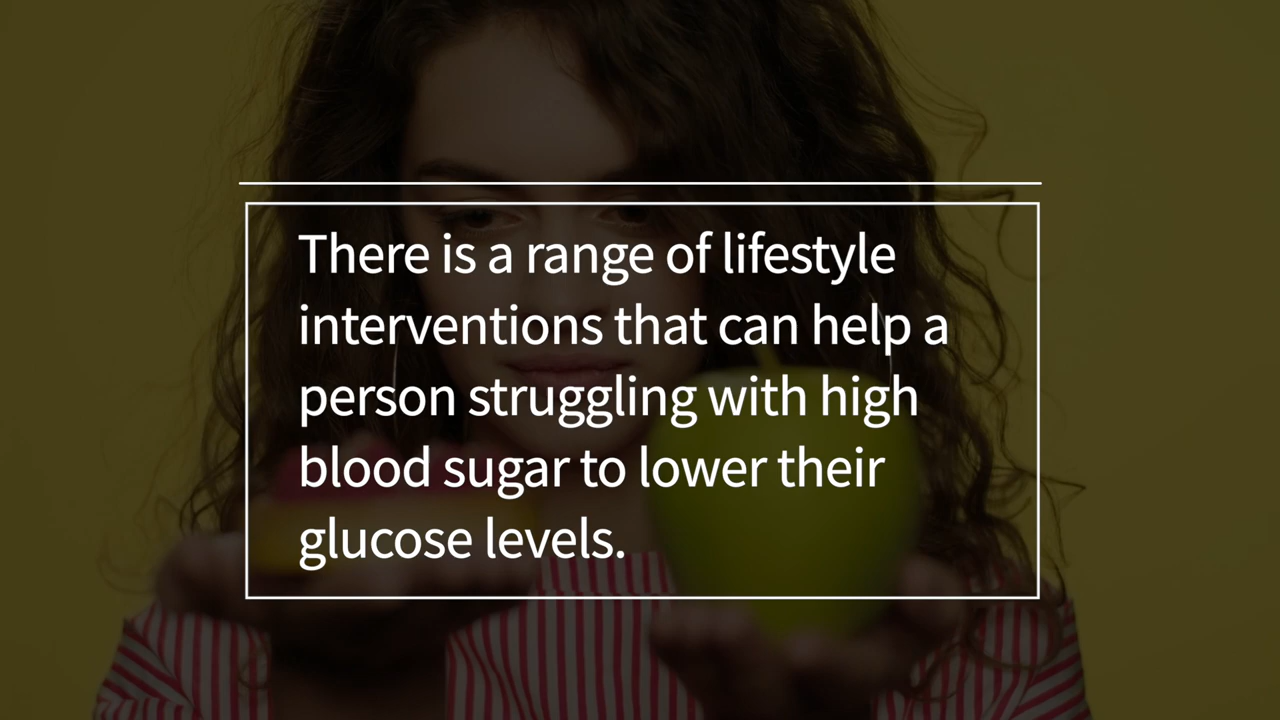 There is a range of lifestyle
interventions that can help a
person struggling with high
blood sugar to lower their
glucose levels.